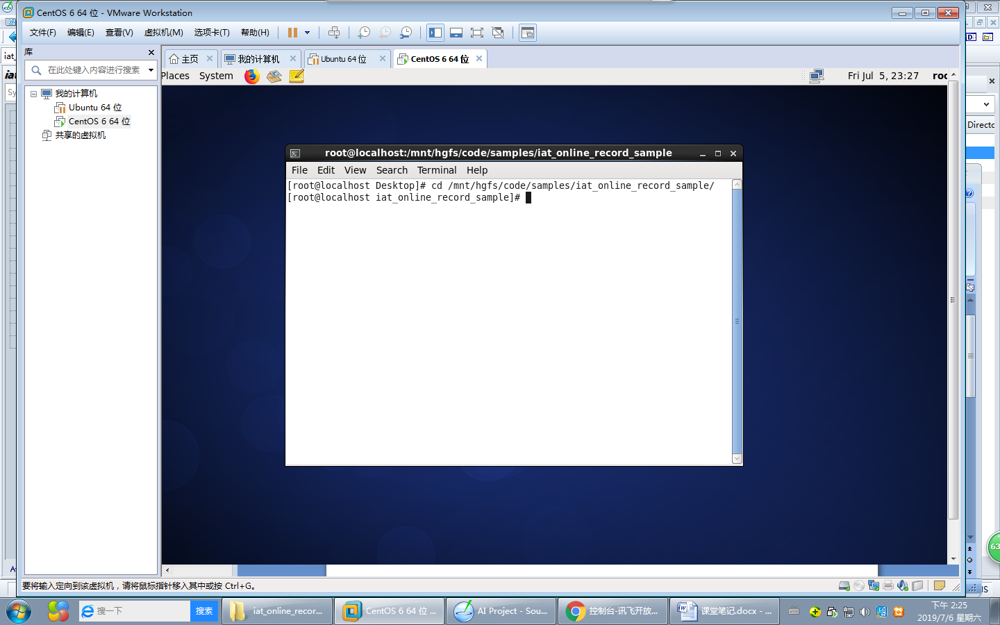 CentOS 6 64 位 - VMware Workstation
文件(F) 编辑(E) 查看(V) 虚拟机(M) 选项卡(T) 帮助(H)
库
在此处键入内容进行搜索
我的计算机
Ubuntu 64 位
CentOS 6 64 位
共享的虚拟机
主页 我的计算机 Ubuntu 64 位 CentOS 6 64 位
Places System Fri Jul 5, 23:27 roo
root@localhost:/mnt/hgfs/code/samples/iat_online_record_sample
File Edit View Search Terminal Help
[root@localhost Desktop]# cd /mnt/hgfs/code/samples/iat_online_record_sample/
[root@localhost iat_online_record_sample]#
Directo
63
要将输入定向到该虚拟机，请将鼠标指针移入其中或按 Ctrl+G。
搜一下 搜索 iat_online_recor... CentOS 6 64 位 ... AI Project - Sou... 控制台-讯飞开放... 课堂笔记.docx - ...
下午 2:25
2019/7/6 星期六